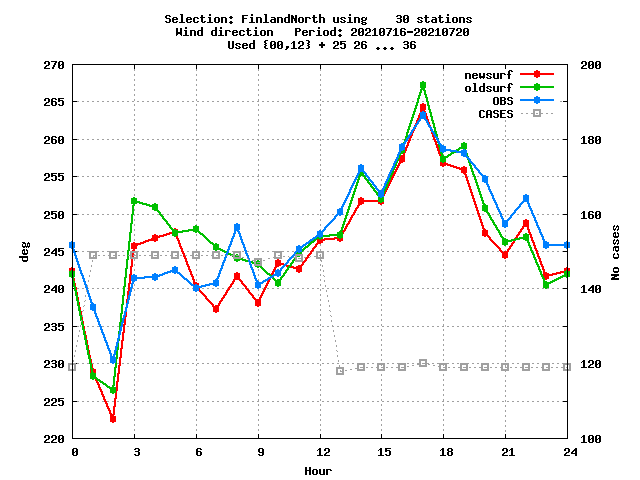 Selection: FinlandNorth using    30 stations
Wind direction   Period: 20210716-20210720
Used {00,12} + 25 26 ... 36
270
200
newsurf
oldsurf
OBS
CASES
265
260
180
255
250
160
245
240
140
235
230
120
225
220
100
deg
No cases
0 3 6 9 12 15 18 21 24
Hour